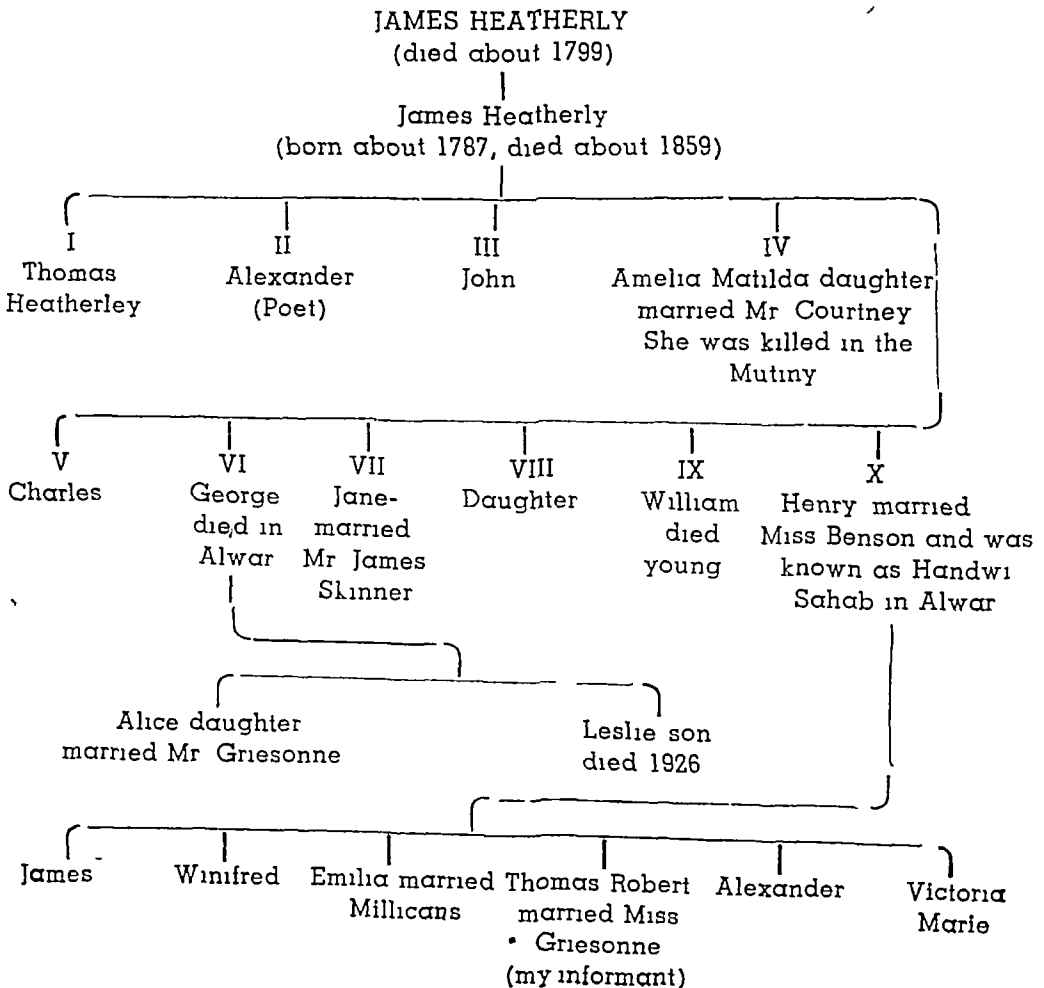 JAMES HEATHERLY
(died about 1799)
James Heatherly
(born about 1787, died about 1859)
I
Thomas
Heatherley
II
Alexander
(Poet)
III
John
IV
Amelia Matilda daughter
married Mr Courtney
She was killed in the
Mutiny
V
Charles
VI
George
died in
Alwar
VII
Jane-
married
Mr James
Skinner
VIII
Daughter
IX
William
died
young
X
Henry married
Miss Benson and was
known as Handwi
Sahab in Alwar
Alice daughter
married Mr Griesonne
Leslie son
died 1926
James
Winifred
Emilia married
Millicans
Thomas Robert
married Miss
Griesonne
(my informant)
Alexander
Victoria
Marie